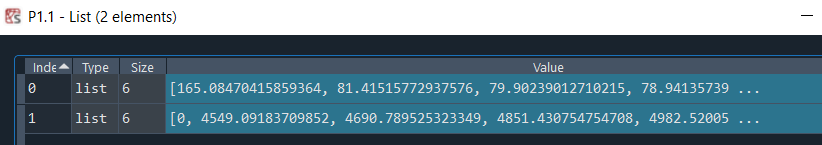 P1.1 - List (2 elements)
Inde Type Size Value
0 list 6 [165.08470415859364, 81.41515772937576, 79.90239012710215, 78.94135739 ...
1 list 6 [0, 4549.09183709852, 4690.789525323349, 4851.430754754708, 4982.52005 ...